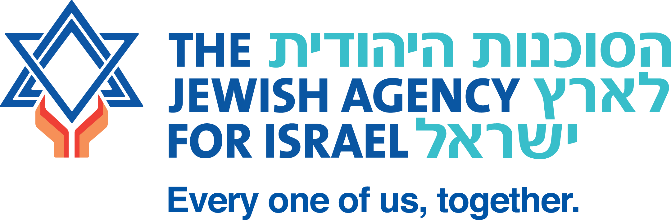 THE הסוכנות היהודית
JEWISH AGENCY לארץ
FOR ISRAEL ישראל
Every one of us, together.